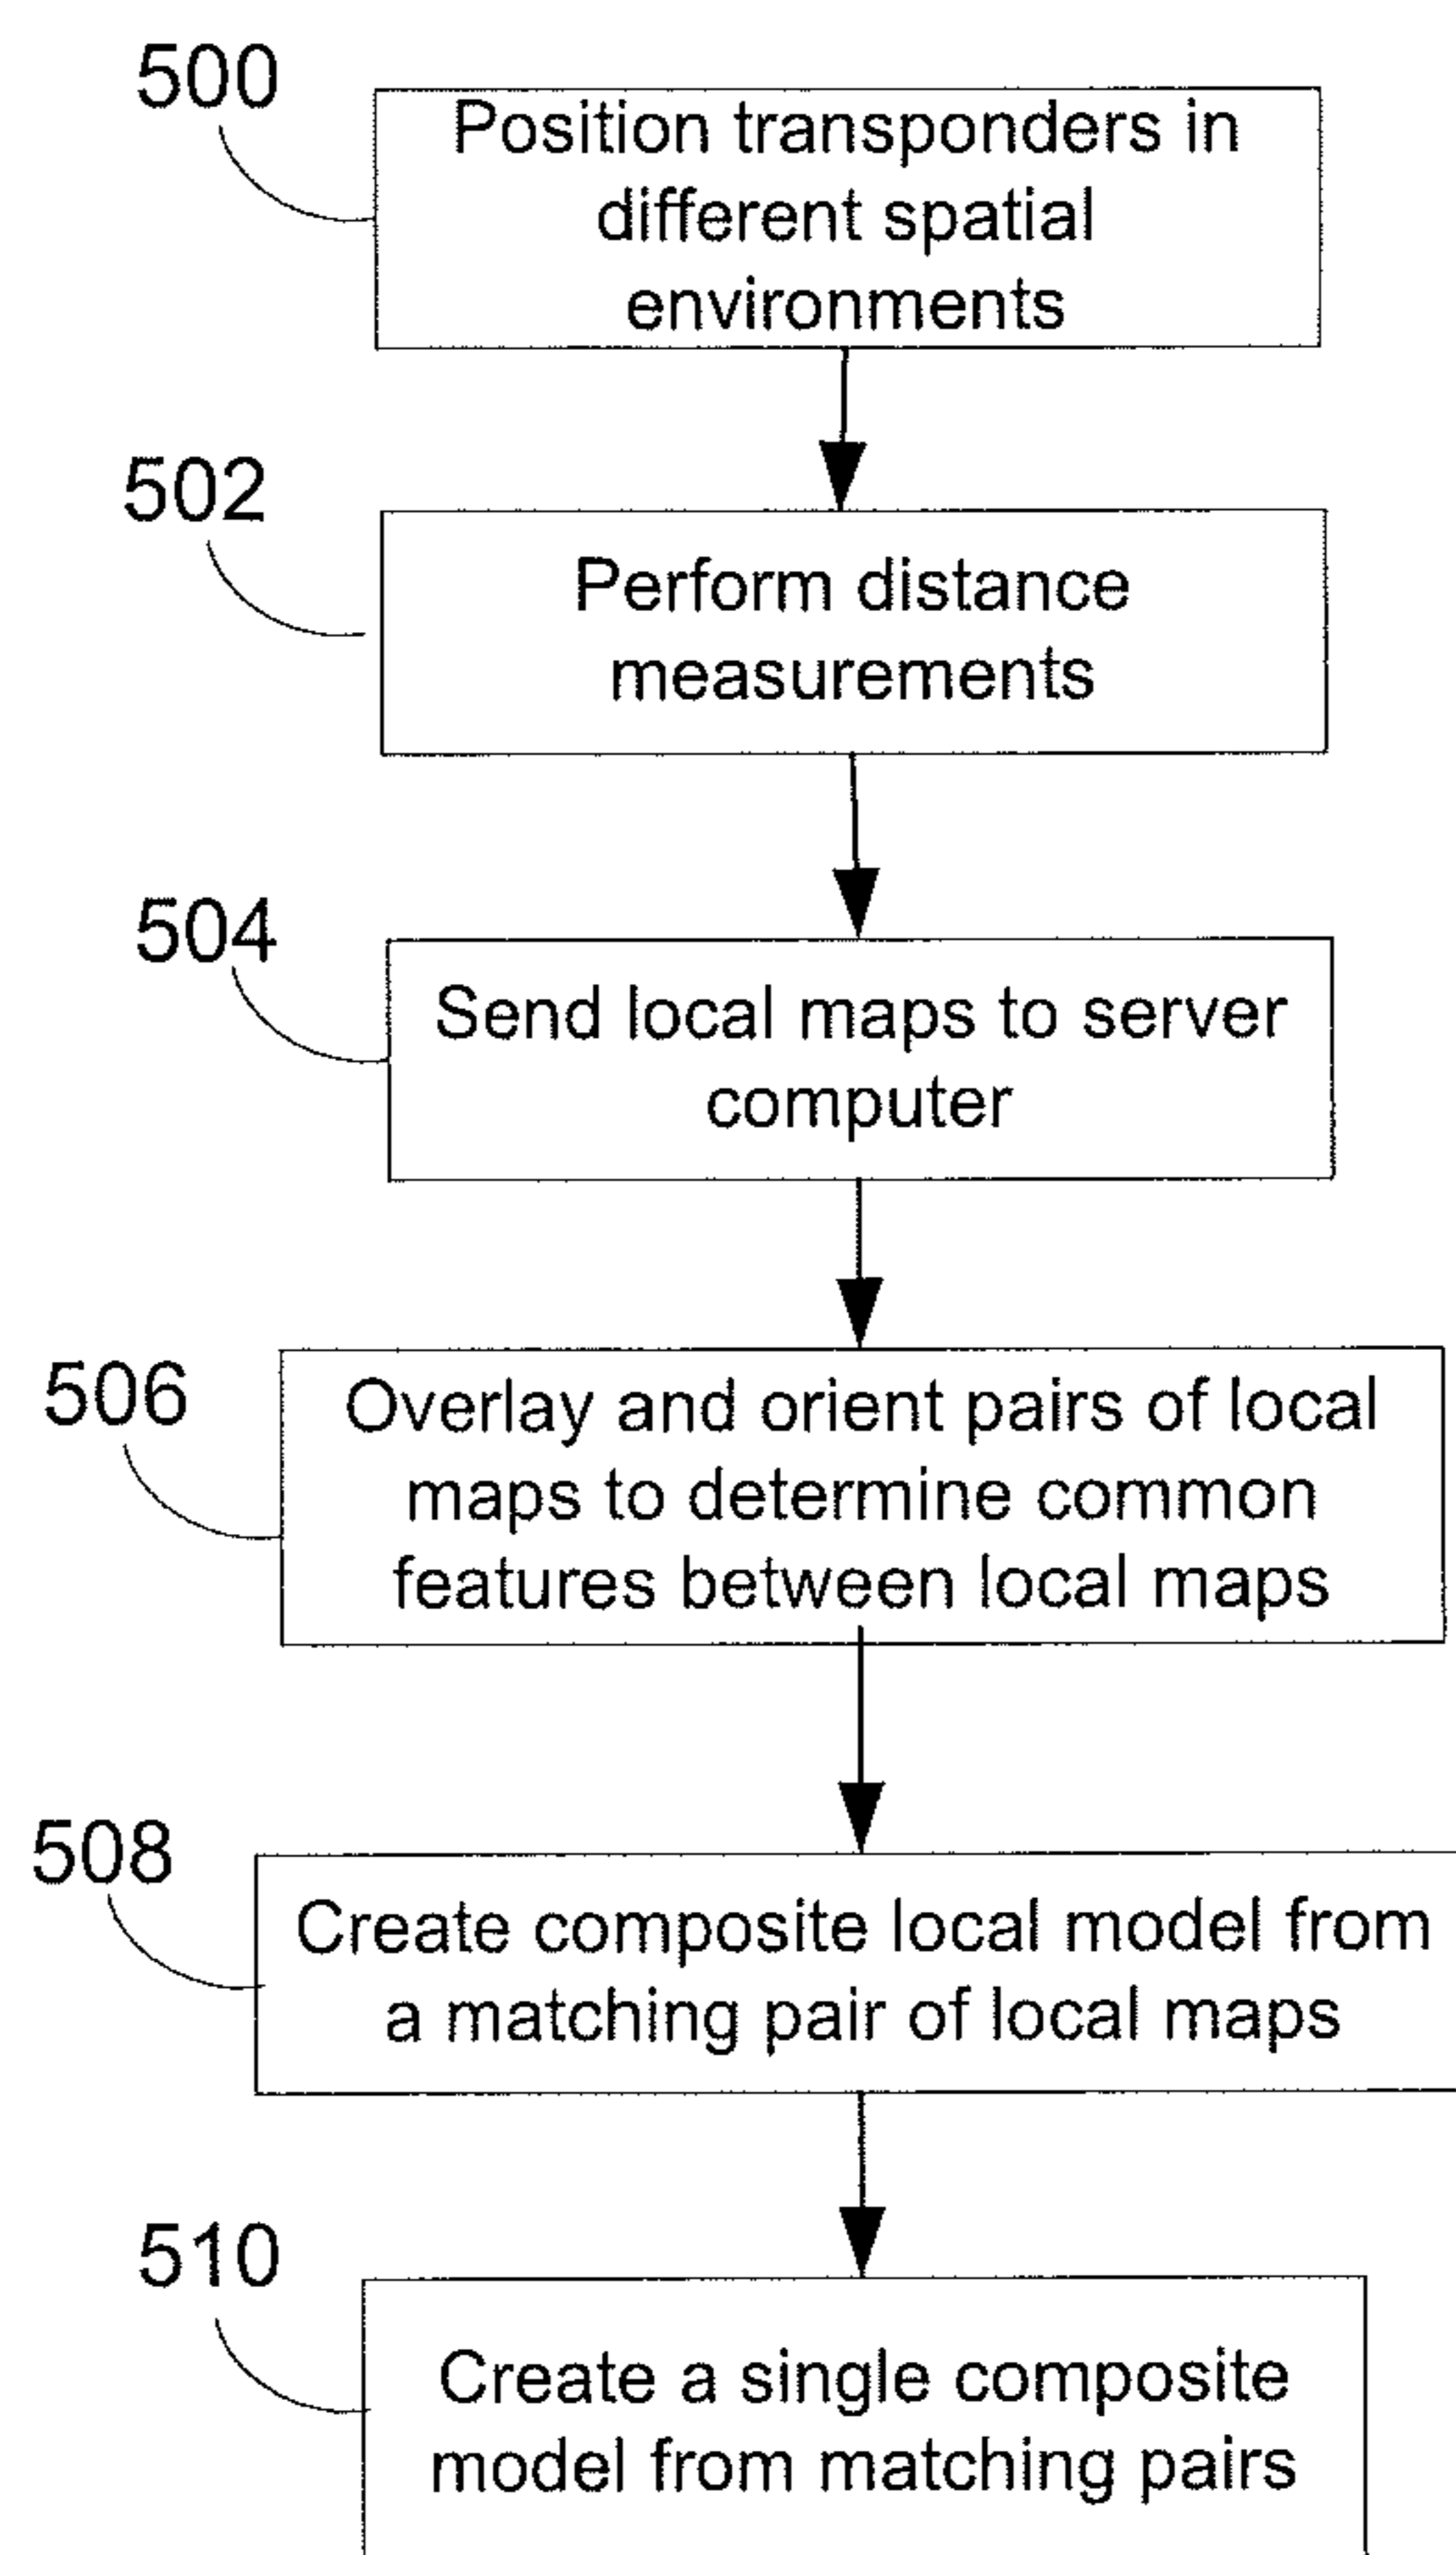 500
Position transponders in
different spatial
environments
502
Perform distance
measurements
504
Send local maps to server
computer
506
Overlay and orient pairs of local
maps to determine common
features between local maps
508
Create composite local model from
a matching pair of local maps
510
Create a single composite
model from matching pairs